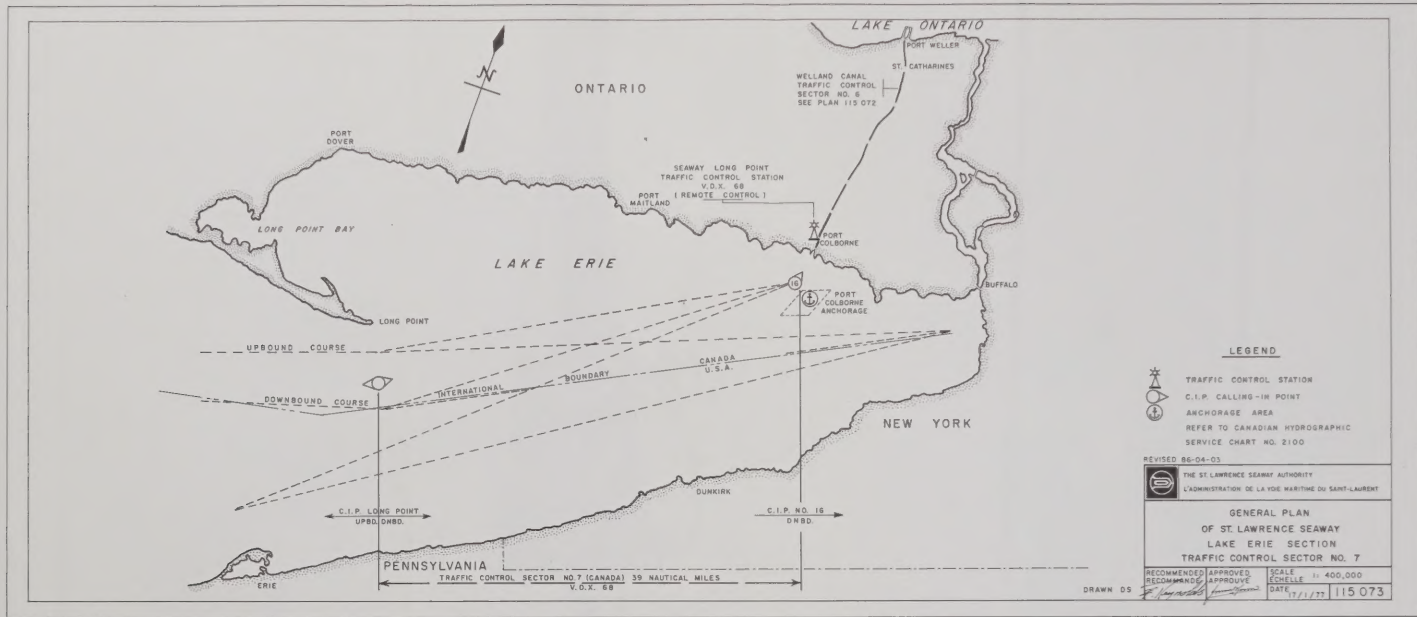 LAKE ONTARIO
PORT WELLER
ST. CATHARINES
WELLAND CANAL
TRAFFIC CONTROL
SECTOR NO. 6
SEE PLAN 115 072
N
ONTARIO
PORT
DOVER
SEAWAY LONG POINT
TRAFFIC CONTROL STATION
V.D.X. 68
( REMOTE CONTROL )
PORT
MAITLAND
LONG POINT BAY
PORT
COLBORNE
LAKE ERIE
16
PORT
COLBORNE
ANCHORAGE
BUFFALO
LONG POINT
UPBOUND COURSE
CANADA
U.S.A.
INTERNATIONAL BOUNDARY
DOWNBOUND COURSE
NEW YORK
DUNKIRK
C.I.P. LONG POINT
UPBD. DNBD.
C.I.P. NO. 16
DNBD.
PENNSYLVANIA
ERIE
TRAFFIC CONTROL SECTOR NO.7 (CANADA) 39 NAUTICAL MILES
V.D.X. 68
LEGEND
TRAFFIC CONTROL STATION
C.I.P. CALLING-IN POINT
ANCHORAGE AREA
REFER TO CANADIAN HYDROGRAPHIC
SERVICE CHART NO. 2100
REVISED 86-04-03
THE ST. LAWRENCE SEAWAY AUTHORITY
L'ADMINISTRATION DE LA VOIE MARITIME DU SAINT-LAURENT
GENERAL PLAN
OF ST. LAWRENCE SEAWAY
LAKE ERIE SECTION
TRAFFIC CONTROL SECTOR NO. 7
RECOMMENDED
RECOMMANDÉ
APPROVED
APPROUVÉ
SCALE
ÉCHELLE 1: 400,000
DRAWN DS
DATE 17/1/77
115 073